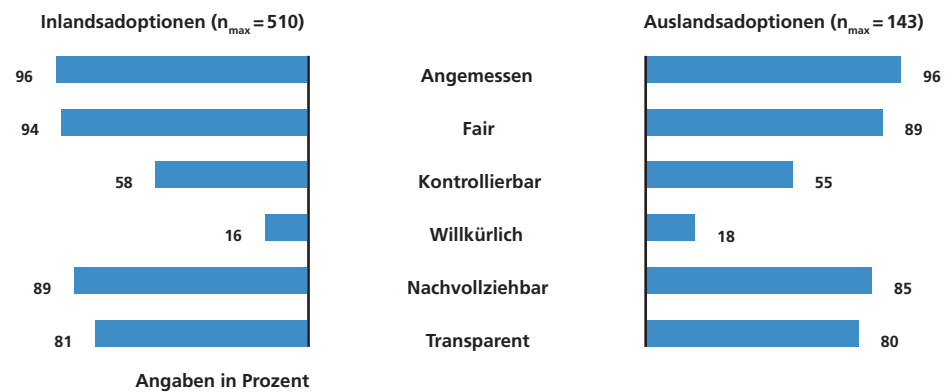 Inlandsadoptionen (nmax = 510)
Auslandsadoptionen (nmax = 143)
96 Angemessen 96
94 Fair 89
58 Kontrollierbar 55
16 Willkürlich 18
89 Nachvollziehbar 85
81 Transparent 80
Angaben in Prozent